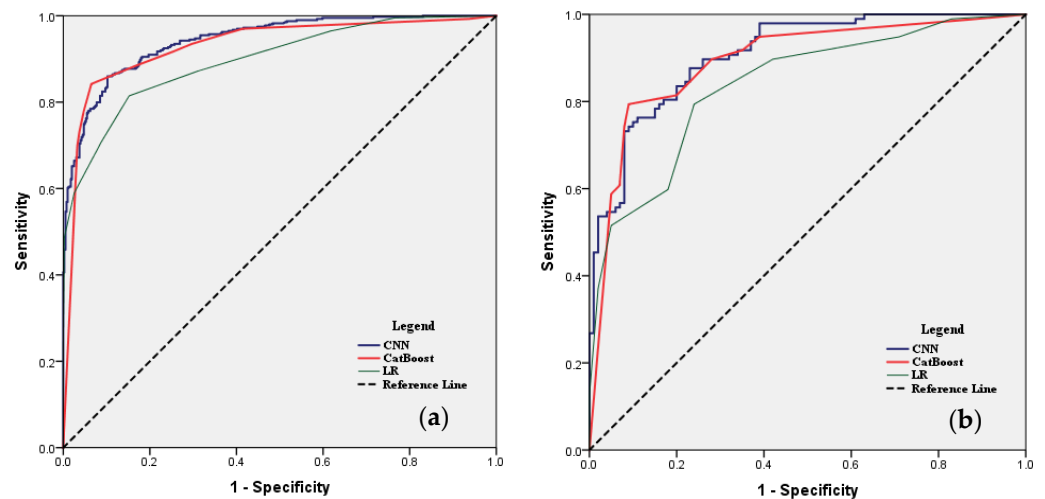 1.0
0.8
0.6
0.4
0.2
0.0
Sensitivity
0.0 0.2 0.4 0.6 0.8 1.0
1 - Specificity
Legend
CNN
CatBoost
LR
Reference Line
(a)
1.0
0.8
0.6
0.4
0.2
0.0
Sensitivity
0.0 0.2 0.4 0.6 0.8 1.0
1 - Specificity
Legend
CNN
CatBoost
LR
Reference Line
(b)